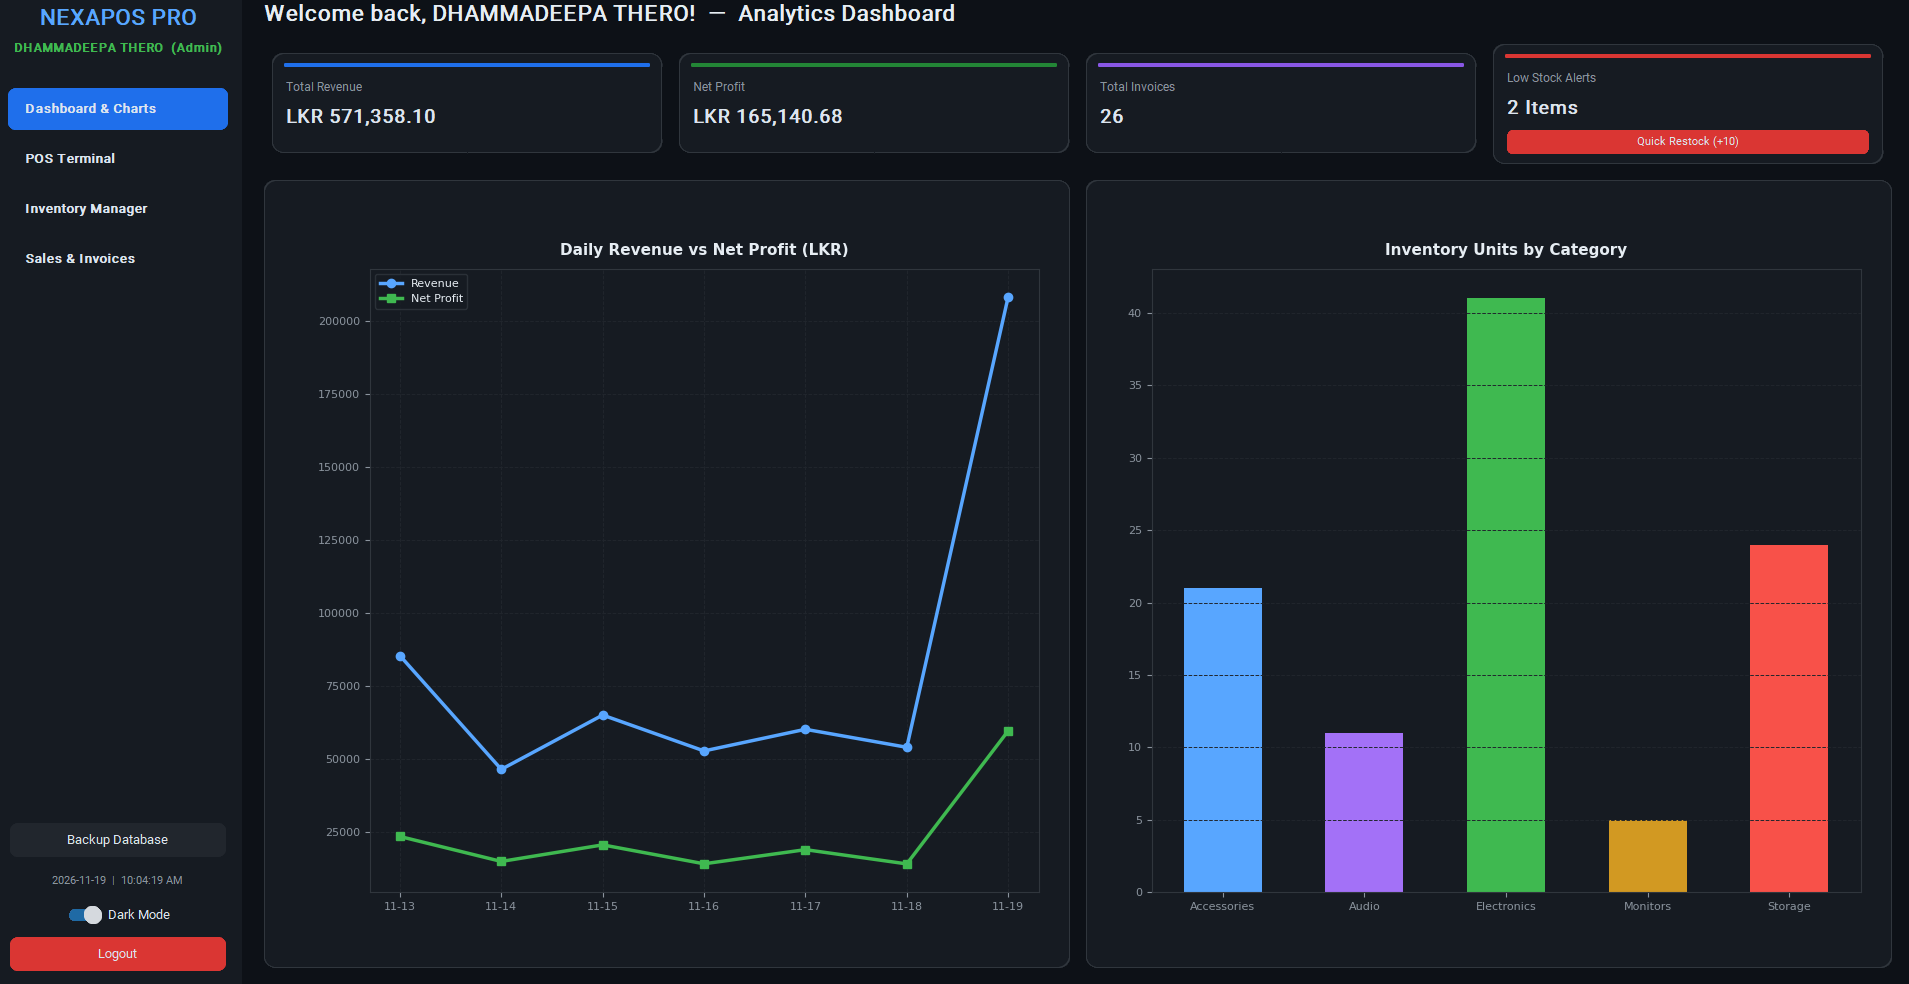 NEXAPOS PRO
DHAMMADEEPA THERO (Admin)
Dashboard & Charts
POS Terminal
Inventory Manager
Sales & Invoices
Backup Database
2026-11-19 | 10:04:19 AM
Dark Mode
Logout
Welcome back, DHAMMADEEPA THERO! — Analytics Dashboard
Total Revenue
LKR 571,358.10
Net Profit
LKR 165,140.68
Total Invoices
26
Low Stock Alerts
2 Items
Quick Restock (+10)
Daily Revenue vs Net Profit (LKR)
Revenue
Net Profit
200000
175000
150000
125000
100000
75000
50000
25000
11-13 11-14 11-15 11-16 11-17 11-18 11-19
Inventory Units by Category
40
35
30
25
20
15
10
5
0
Accessories Audio Electronics Monitors Storage